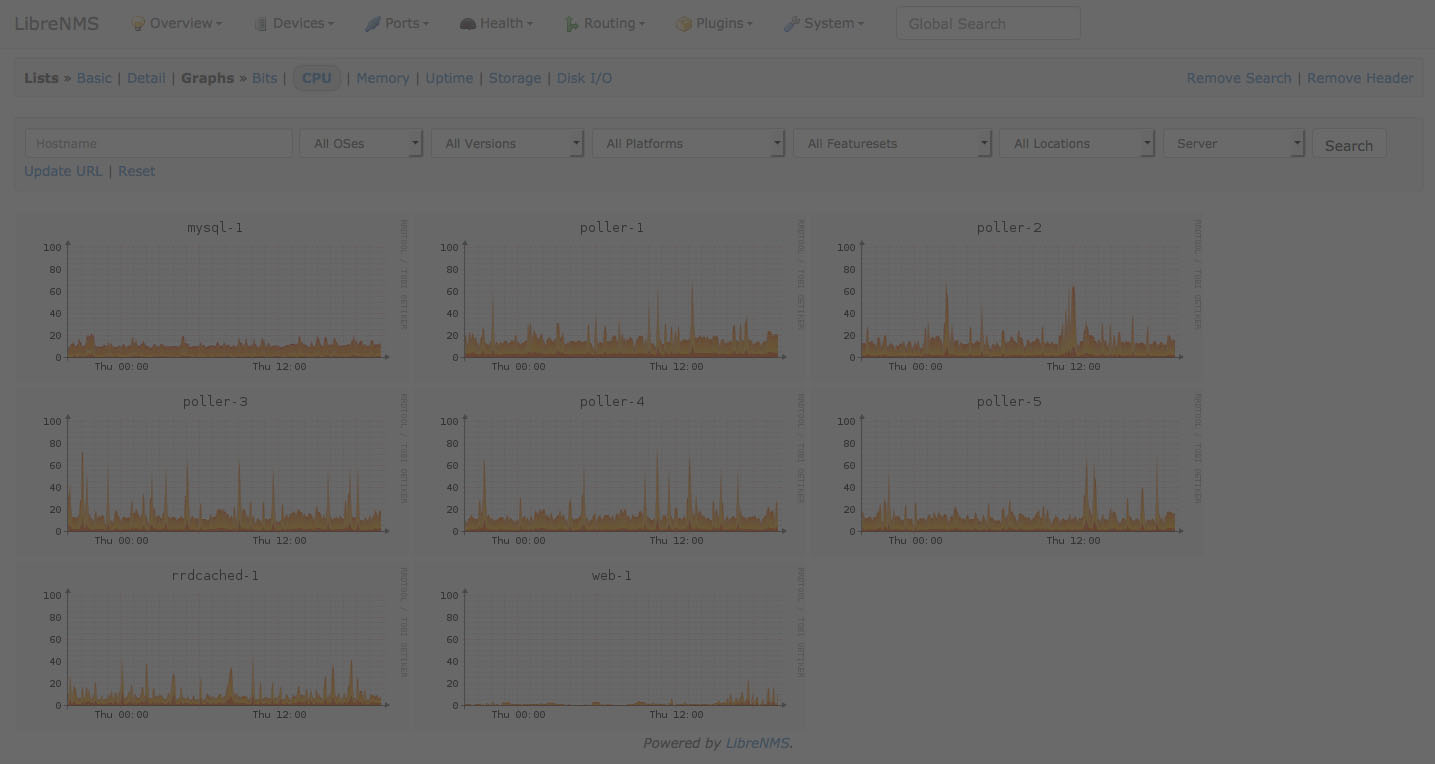 LibreNMS Overview Devices Ports Health Routing Plugins System Global Search
Lists » Basic | Detail | Graphs » Bits | CPU | Memory | Uptime | Storage | Disk I/O Remove Search | Remove Header
Hostname All OSes All Versions All Platforms All Featuresets All Locations Server Search
Update URL | Reset
mysql-1
RRDTOOL / TOBI OETIKER
100
80
60
40
20
0
Thu 00:00 Thu 12:00
poller-1
RRDTOOL / TOBI OETIKER
100
80
60
40
20
0
Thu 00:00 Thu 12:00
poller-2
RRDTOOL / TOBI OETIKER
100
80
60
40
20
0
Thu 00:00 Thu 12:00
poller-3
RRDTOOL / TOBI OETIKER
100
80
60
40
20
0
Thu 00:00 Thu 12:00
poller-4
RRDTOOL / TOBI OETIKER
100
80
60
40
20
0
Thu 00:00 Thu 12:00
poller-5
RRDTOOL / TOBI OETIKER
100
80
60
40
20
0
Thu 00:00 Thu 12:00
rrdcached-1
RRDTOOL / TOBI OETIKER
100
80
60
40
20
0
Thu 00:00 Thu 12:00
web-1
RRDTOOL / TOBI OETIKER
100
80
60
40
20
0
Thu 00:00 Thu 12:00
Powered by LibreNMS.